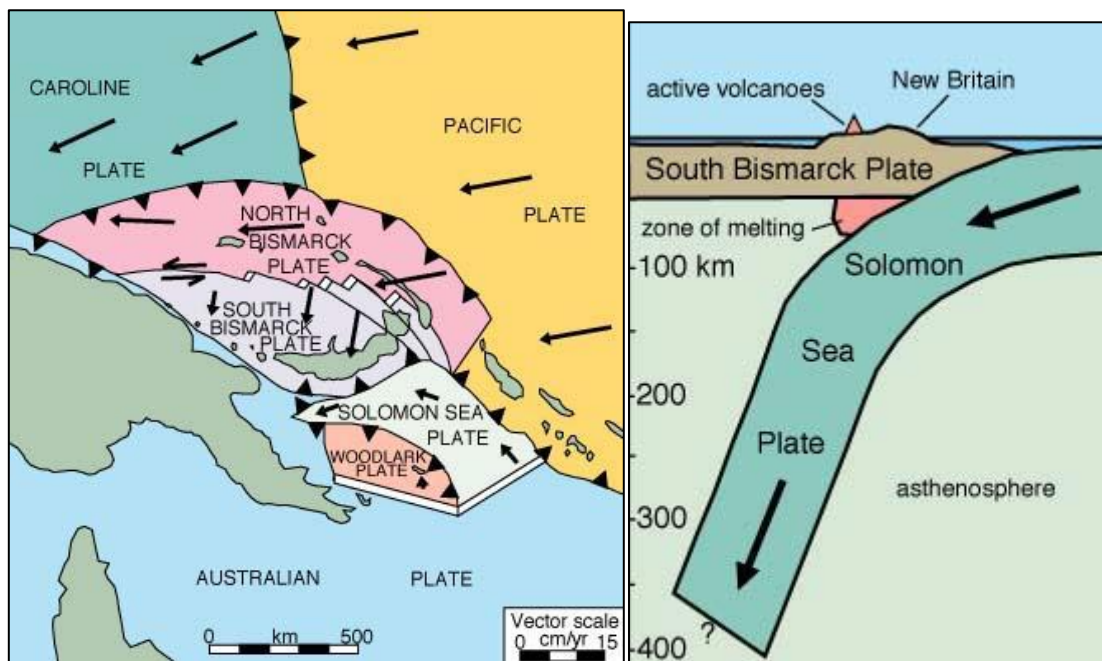 CAROLINE
PLATE
PACIFIC
PLATE
NORTH
BISMARCK
PLATE
SOUTH
BISMARCK
PLATE
SOLOMON SEA
PLATE
WOODLARK
PLATE
AUSTRALIAN PLATE
0 km 500
Vector scale
0 cm/yr 15
active volcanoes
New Britain
South Bismarck Plate
zone of melting
100 km
Solomon
Sea
-200
Plate
asthenosphere
-300
?
-400